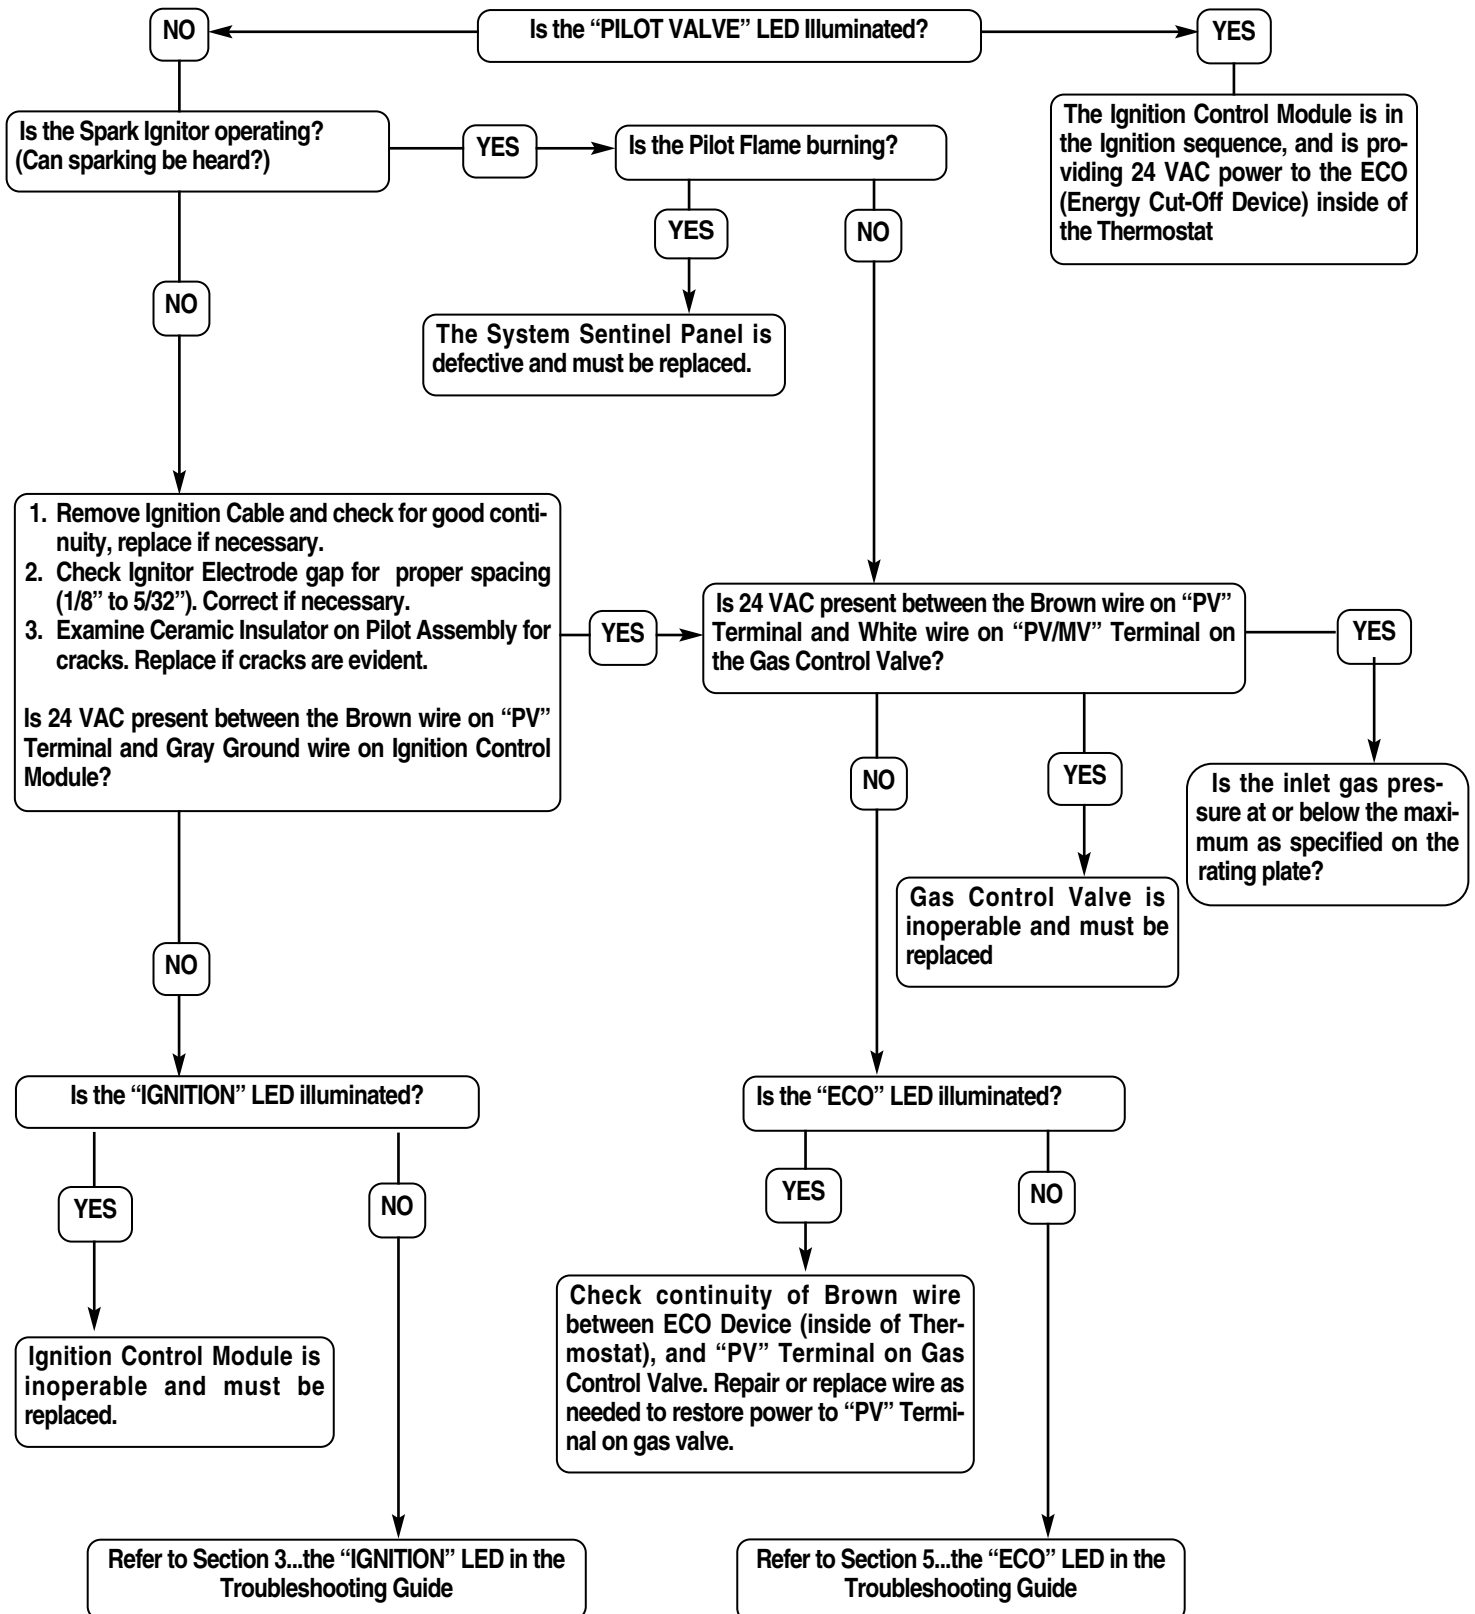 NO
Is the “PILOT VALVE” LED Illuminated?
YES
Is the Spark Ignitor operating?
(Can sparking be heard?)
YES
Is the Pilot Flame burning?
The Ignition Control Module is in
the Ignition sequence, and is pro-
viding 24 VAC power to the ECO
(Energy Cut-Off Device) inside of
the Thermostat
YES
NO
NO
The System Sentinel Panel is
defective and must be replaced.
1. Remove Ignition Cable and check for good conti-
nuity, replace if necessary.
2. Check Ignitor Electrode gap for proper spacing
(1/8” to 5/32”). Correct if necessary.
3. Examine Ceramic Insulator on Pilot Assembly for
cracks. Replace if cracks are evident.
Is 24 VAC present between the Brown wire on “PV”
Terminal and Gray Ground wire on Ignition Control
Module?
YES
Is 24 VAC present between the Brown wire on “PV”
Terminal and White wire on “PV/MV” Terminal on
the Gas Control Valve?
YES
NO
YES
Is the inlet gas pres-
sure at or below the maxi-
mum as specified on the
rating plate?
Gas Control Valve is
inoperable and must be
replaced
NO
Is the “IGNITION” LED illuminated?
Is the “ECO” LED illuminated?
YES
NO
YES
NO
Ignition Control Module is
inoperable and must be
replaced.
Check continuity of Brown wire
between ECO Device (inside of Ther-
mostat), and “PV” Terminal on Gas
Control Valve. Repair or replace wire as
needed to restore power to “PV” Termi-
nal on gas valve.
Refer to Section 3...the “IGNITION” LED in the
Troubleshooting Guide
Refer to Section 5...the “ECO” LED in the
Troubleshooting Guide